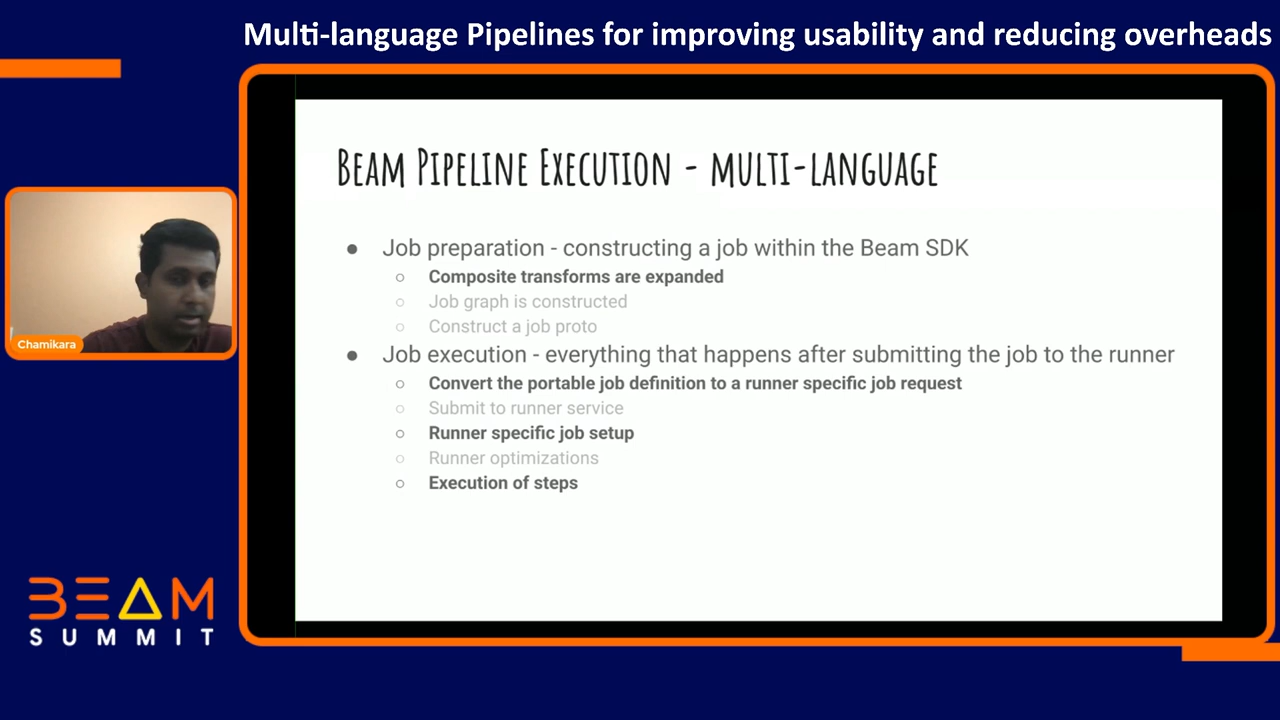 Multi-language Pipelines for improving usability and reducing overheads
BEAM PIPELINE EXECUTION - MULTI-LANGUAGE
● Job preparation - constructing a job within the Beam SDK
○ Composite transforms are expanded
○ Job graph is constructed
○ Construct a job proto
● Job execution - everything that happens after submitting the job to the runner
○ Convert the portable job definition to a runner specific job request
○ Submit to runner service
○ Runner specific job setup
○ Runner optimizations
○ Execution of steps
Chamikara
BEAM
SUMMIT